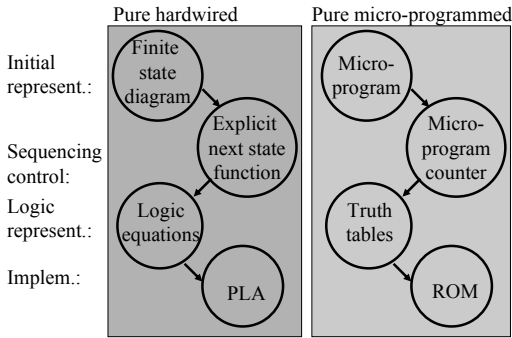 Pure hardwired
Pure micro-programmed
Initial
represent.:
Finite
state
diagram
Micro-
program
Sequencing
control:
Explicit
next state
function
Micro-
program
counter
Logic
represent.:
Logic
equations
Truth
tables
Implem.:
PLA
ROM